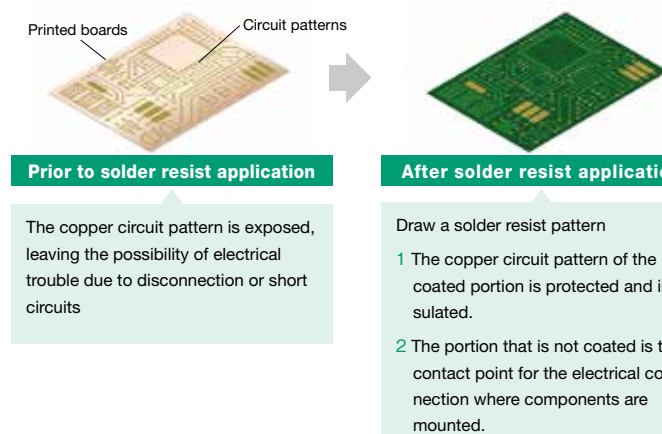 Printed boards
Circuit patterns
Prior to solder resist application
The copper circuit pattern is exposed,
leaving the possibility of electrical
trouble due to disconnection or short
circuits
After solder resist
Draw a solder resist pattern
1 The copper circuit pattern of the
coated portion is protected and
sulated.
2 The portion that is not coated is
contact point for the electrical
nection where components are
mounted.